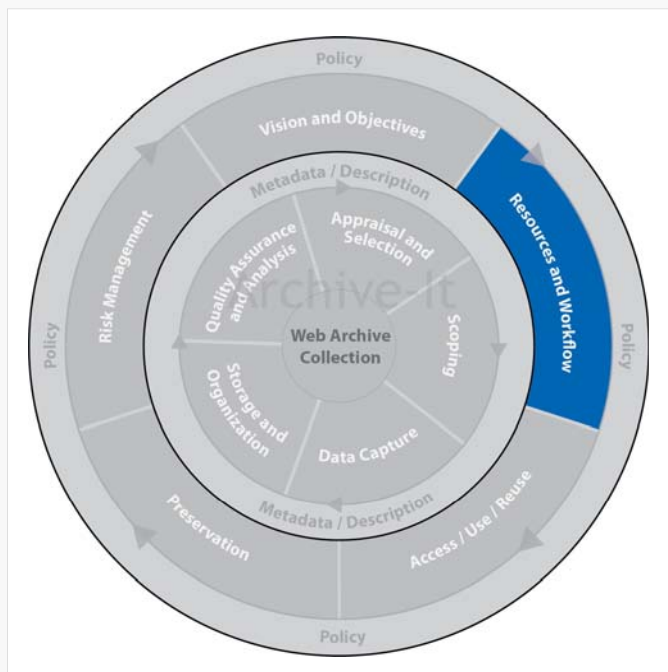 Policy
Vision and Objectives
Metadata / Description
Appraisal and
Selection
Quality Assurance
and Analysis
Risk Management
Resources and Workflow
Archive-It
Policy
Policy
Web Archive
Collection
Scoping
Storage and
Organization
Data Capture
Metadata / Description
Preservation
Access / Use / Reuse
Policy